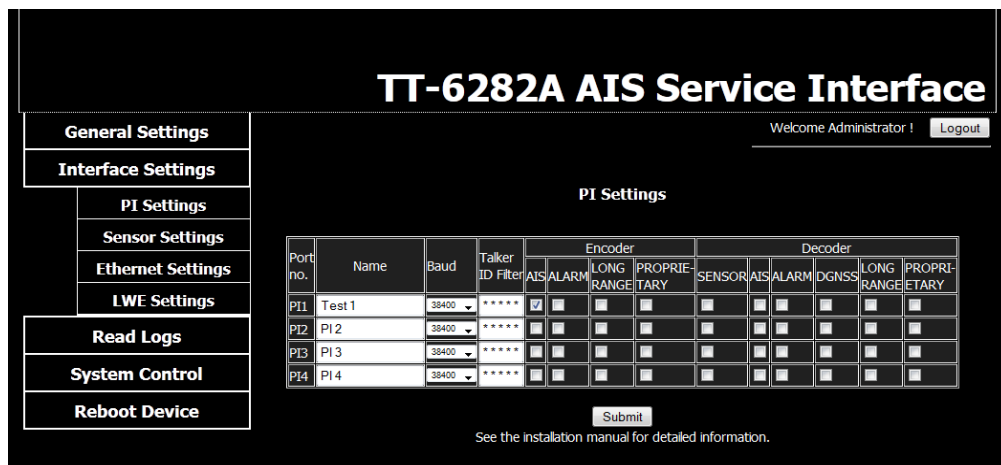 TT-6282A AIS Service Interface
Welcome Administrator ! Logout
General Settings
Interface Settings
PI Settings
Sensor Settings
Ethernet Settings
LWE Settings
Read Logs
System Control
Reboot Device
PI Settings
Port no. Name Baud Talker ID Filter Encoder Decoder
AIS ALARM LONG RANGE PROPRIE-TARY SENSOR AIS ALARM DGNSS LONG RANGE PROPRI-ETARY
PI1 Test 1 38400 *****
PI2 PI 2 38400 *****
PI3 PI 3 38400 *****
PI4 PI 4 38400 *****
Submit
See the installation manual for detailed information.